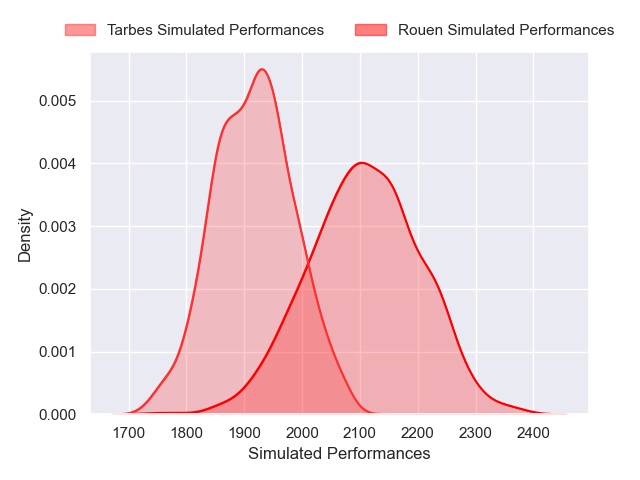 Tarbes Simulated Performances Rouen Simulated Performances
0.005
0.004
0.003
0.002
0.001
0.000
Density
1700 1800 1900 2000 2100 2200 2300 2400
Simulated Performances